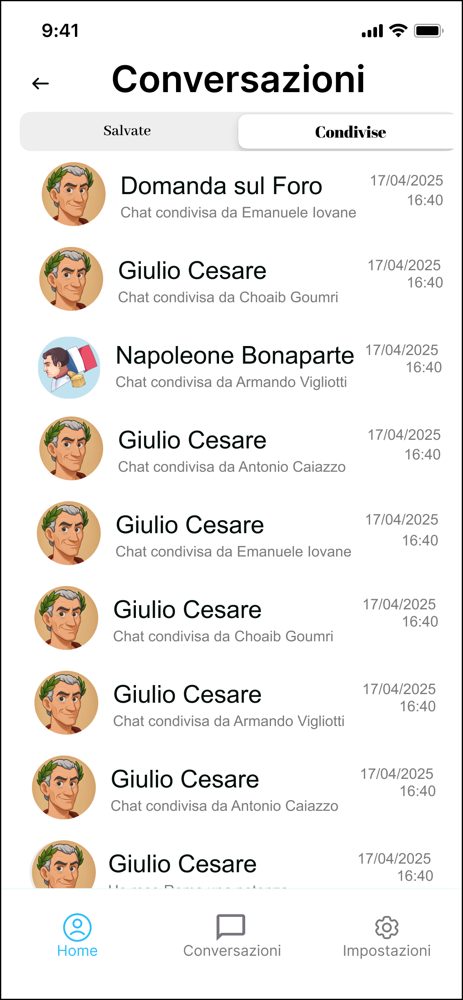 9:41
Conversazioni
Salvate
Condivise
Domanda sul Foro
17/04/2025
16:40
Chat condivisa da Emanuele Iovane
Giulio Cesare
17/04/2025
16:40
Chat condivisa da Choaib Goumri
Napoleone Bonaparte
17/04/2025
16:40
Chat condivisa da Armando Vigliotti
Giulio Cesare
17/04/2025
16:40
Chat condivisa da Antonio Caiazzo
Giulio Cesare
17/04/2025
16:40
Chat condivisa da Emanuele Iovane
Giulio Cesare
17/04/2025
16:40
Chat condivisa da Choaib Goumri
Giulio Cesare
17/04/2025
16:40
Chat condivisa da Armando Vigliotti
Giulio Cesare
17/04/2025
16:40
Chat condivisa da Antonio Caiazzo
Giulio Cesare
17/04/2025
16:40
Home
Conversazioni
Impostazioni